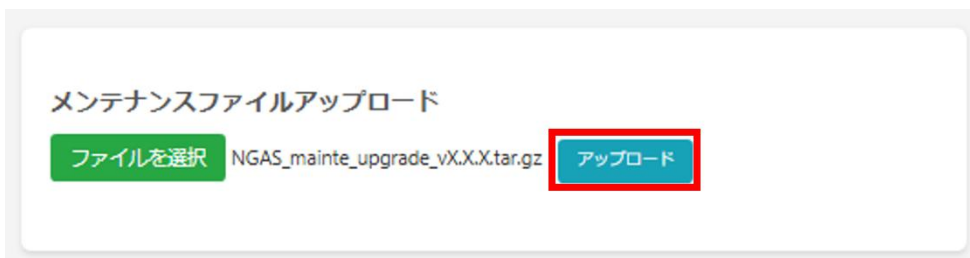 メンテナンスファイルアップロード
ファイルを選択 NGAS_mainte_upgrade_vX.X.X.tar.gz アップロード